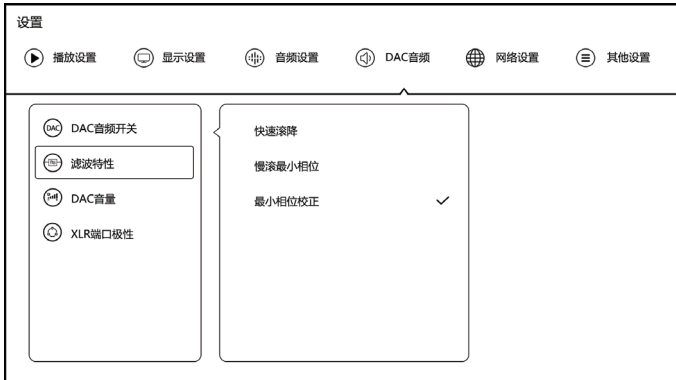 设置
播放设置 显示设置 音频设置 DAC音频 网络设置 其他设置
DAC DAC音频开关
滤波特性
DAC音量
XLR端口极性
快速滚降
慢滚最小相位
最小相位校正